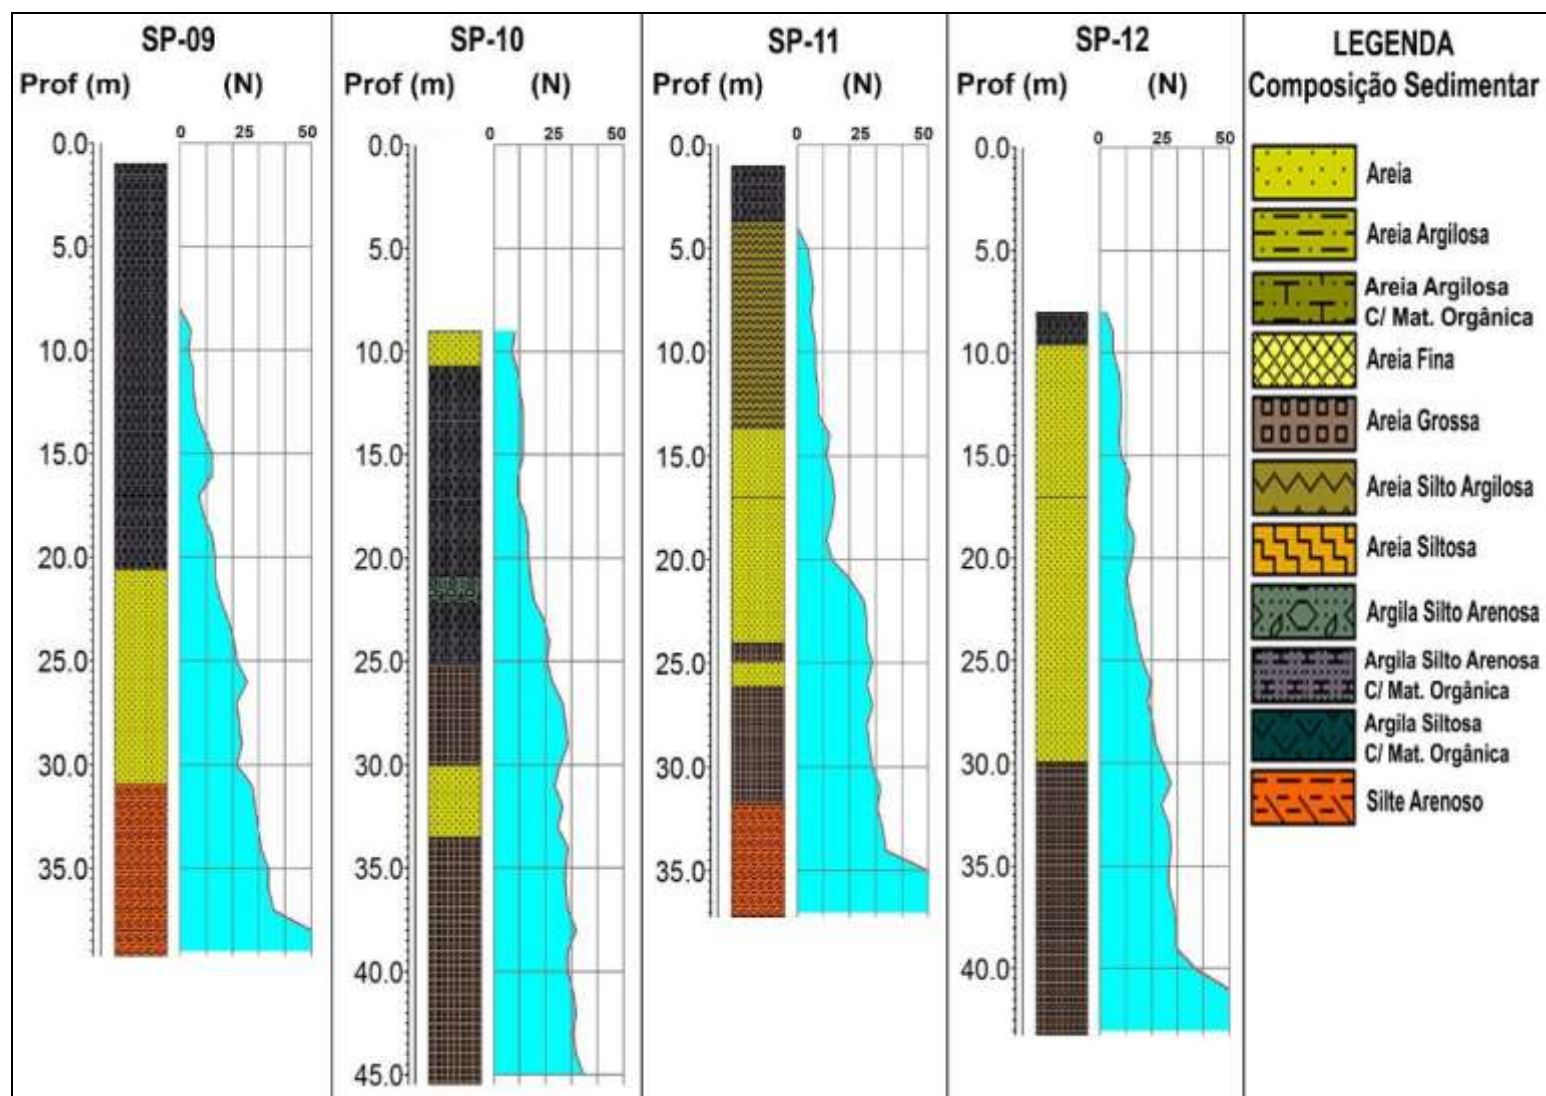 SP-09
Prof (m) (N)
0 25 50
0.0
5.0
10.0
15.0
20.0
25.0
30.0
35.0
SP-10
Prof (m) (N)
0 25 50
0.0
5.0
10.0
15.0
20.0
25.0
30.0
35.0
40.0
45.0
SP-11
Prof (m) (N)
0 25 50
0.0
5.0
10.0
15.0
20.0
25.0
30.0
35.0
SP-12
Prof (m) (N)
0 25 50
0.0
5.0
10.0
15.0
20.0
25.0
30.0
35.0
40.0
LEGENDA
Composição Sedimentar
Areia
Areia Argilosa
Areia Argilosa
C/ Mat. Orgânica
Areia Fina
Areia Grossa
Areia Silto Argilosa
Areia Siltosa
Argila Silto Arenosa
Argila Silto Arenosa
C/ Mat. Orgânica
Argila Siltosa
C/ Mat. Orgânica
Silte Arenoso